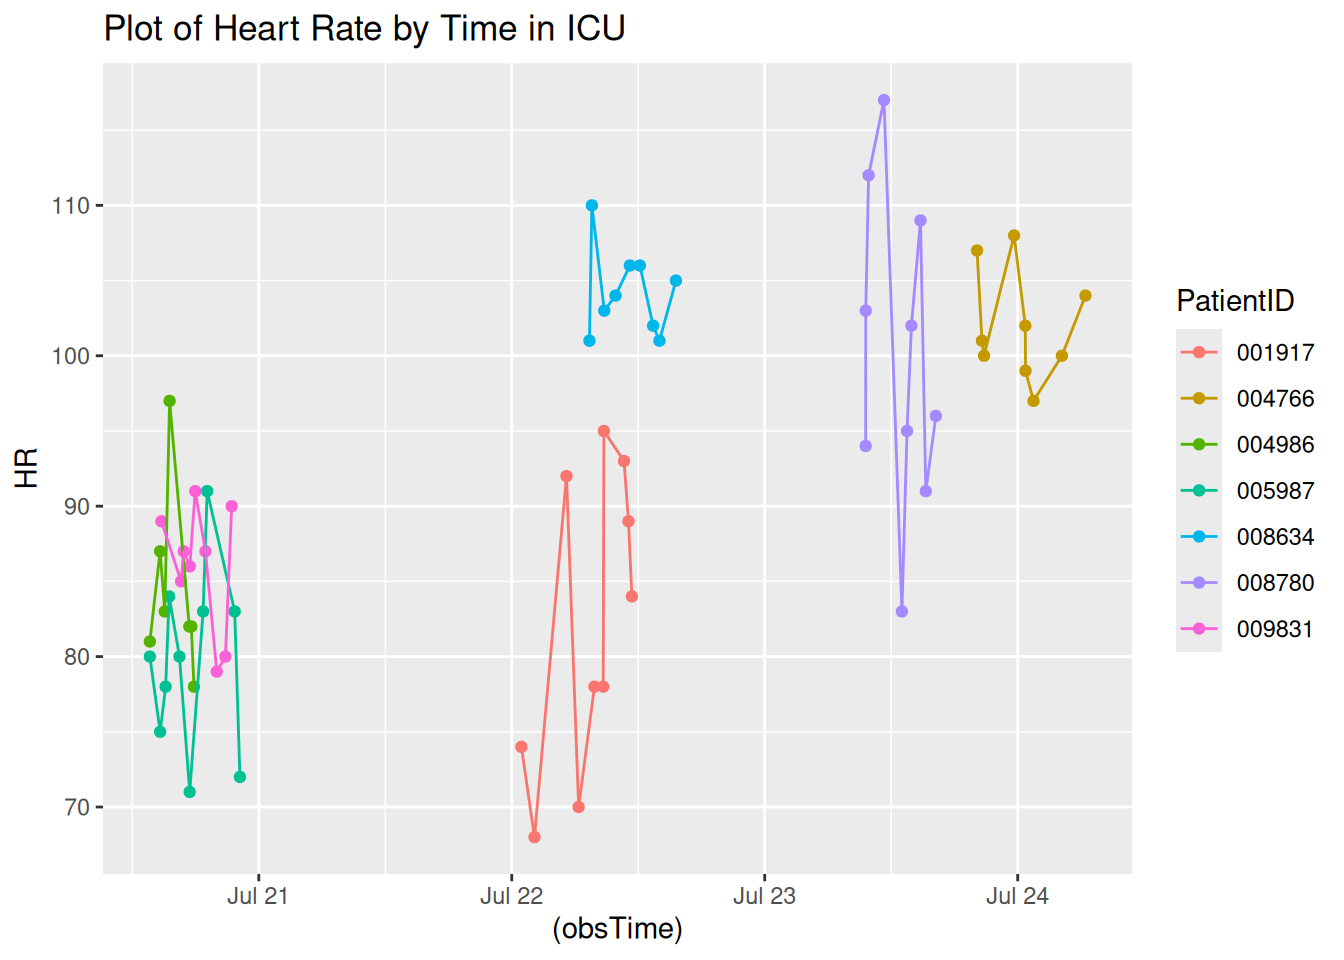 Plot of Heart Rate by Time in ICU
HR
110
100
90
80
70
Jul 21 Jul 22 Jul 23 Jul 24
(obsTime)
PatientID
001917
004766
004986
005987
008634
008780
009831